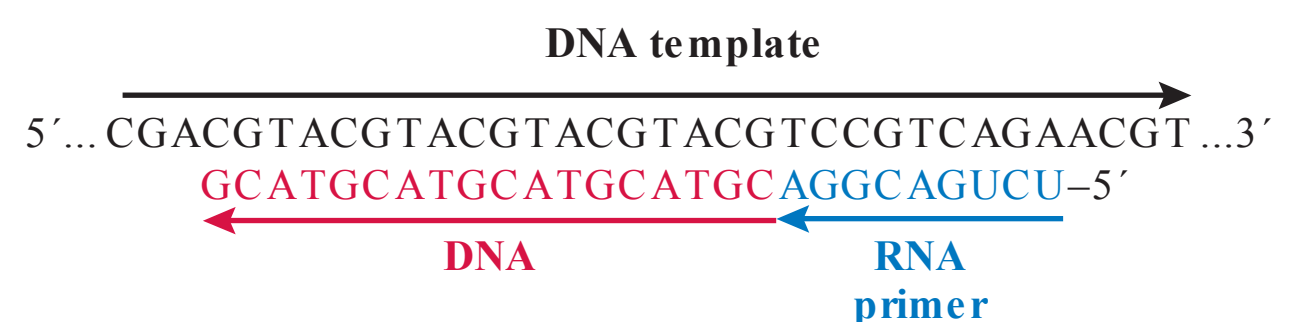 DNA template
5´... CGACGTACGTACGTACGTACGTCCGTCAGAACGT ...3´
GCATGCATGCATGCATGCAGGCAGUCU–5´
DNA RNA
primer